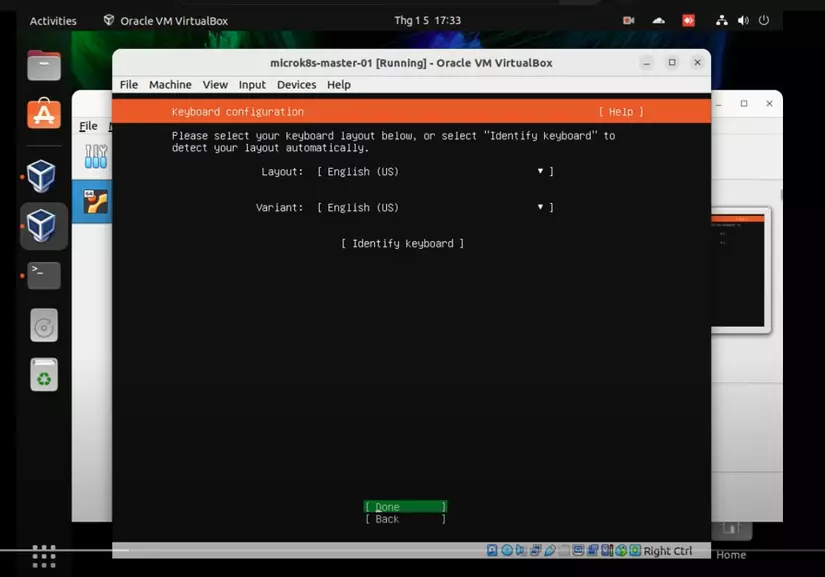 Activities Oracle VM VirtualBox Thg 1 5 17:33
microk8s-master-01 [Running] - Oracle VM VirtualBox
File Machine View Input Devices Help
Keyboard configuration [ Help ]
File
Please select your keyboard layout below, or select "Identify keyboard" to
detect your layout automatically.
Layout: [ English (US) ▾ ]
Variant: [ English (US) ▾ ]
[ Identify keyboard ]
[ Done ]
[ Back ]
Right Ctrl
Home